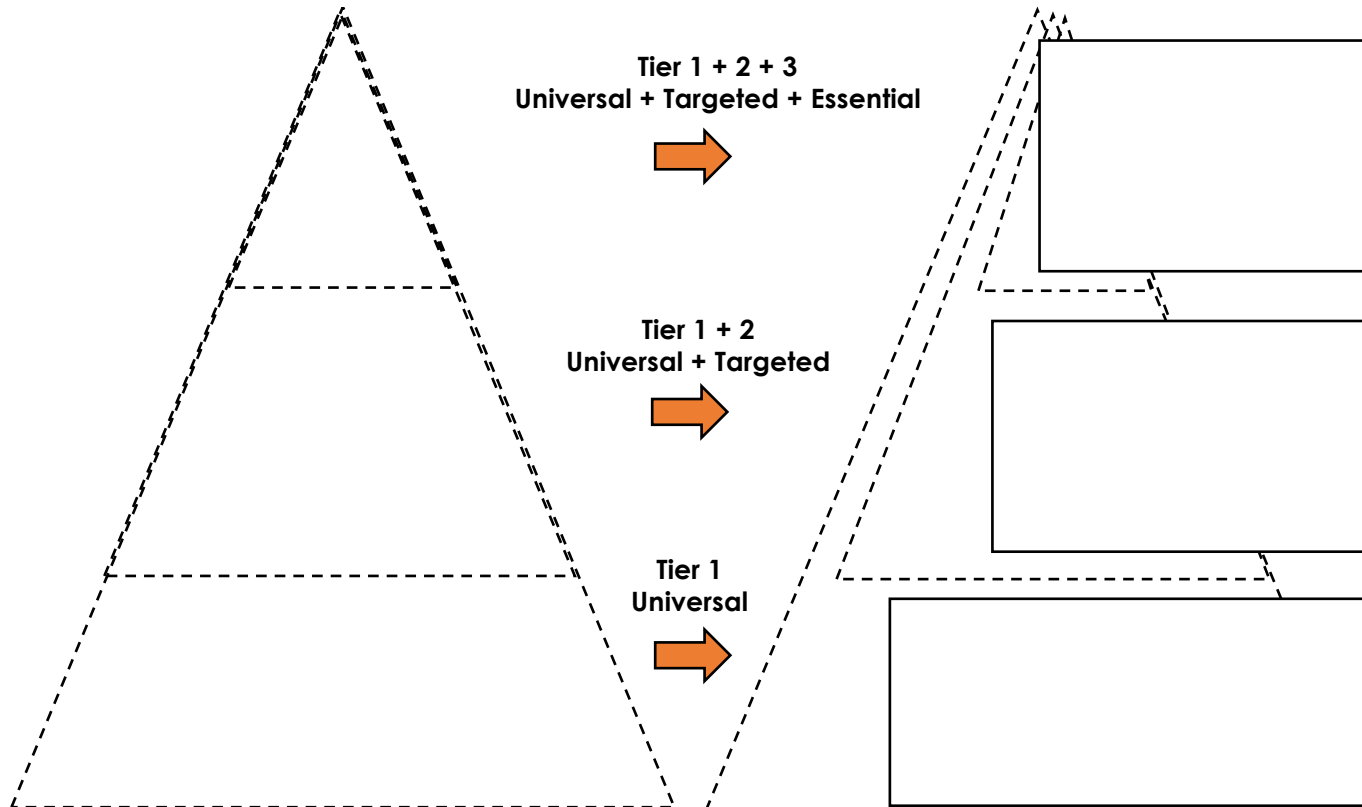 Tier 1 + 2 + 3
Universal + Targeted + Essential
Tier 1 + 2
Universal + Targeted
Tier 1
Universal